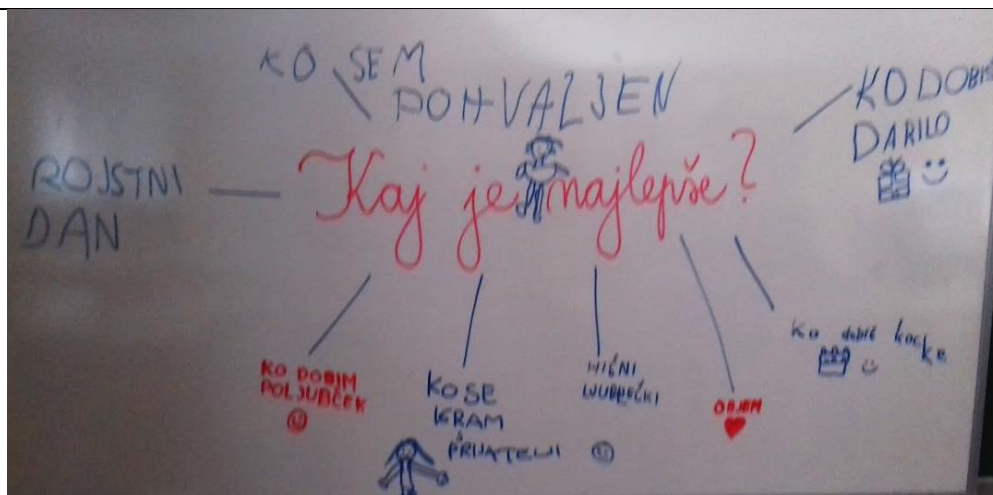 KO SEM
POHVALJEN
KO DOBIŠ
DARILO
ROJSTNI
DAN
Kaj je najlepše?
KO DOBIM
POLJUBČEK
KO SE
IGRAM
S
PRIJATELJI
HIŠNI
LJUBLJEČKI
OBJEM
KO dobiš kocke